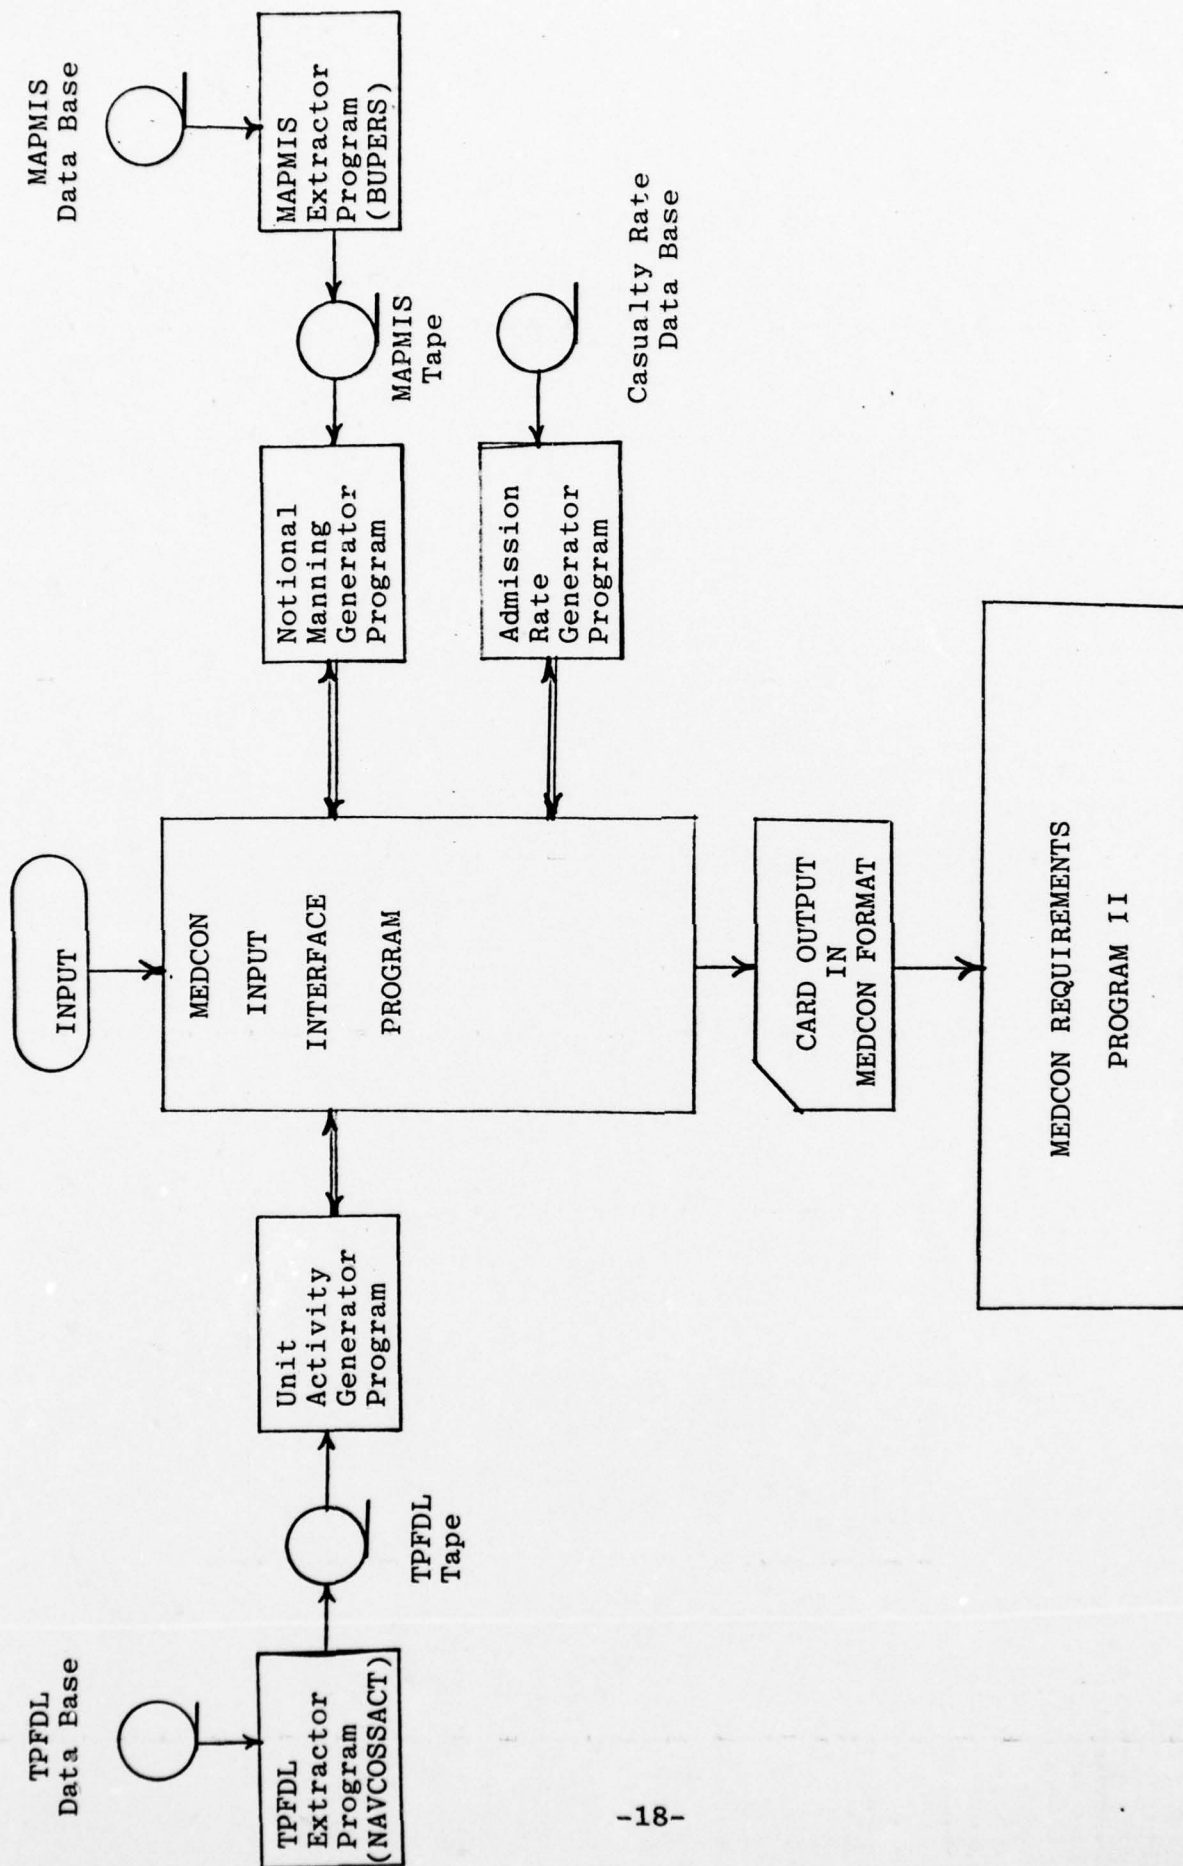 TPFDL
Data Base
TPFDL
Extractor
Program
(NAVCOSSACT)
TPFDL
Tape
Unit
Activity
Generator
Program
INPUT
MEDCON
INPUT
INTERFACE
PROGRAM
Notional
Manning
Generator
Program
MAPMIS
Tape
MAPMIS
Data Base
MAPMIS
Extractor
Program
(BUPERS)
Admission
Rate
Generator
Program
Casualty Rate
Data Base
CARD OUTPUT
IN
MEDCON FORMAT
MEDCON REQUIREMENTS
PROGRAM II
-18-